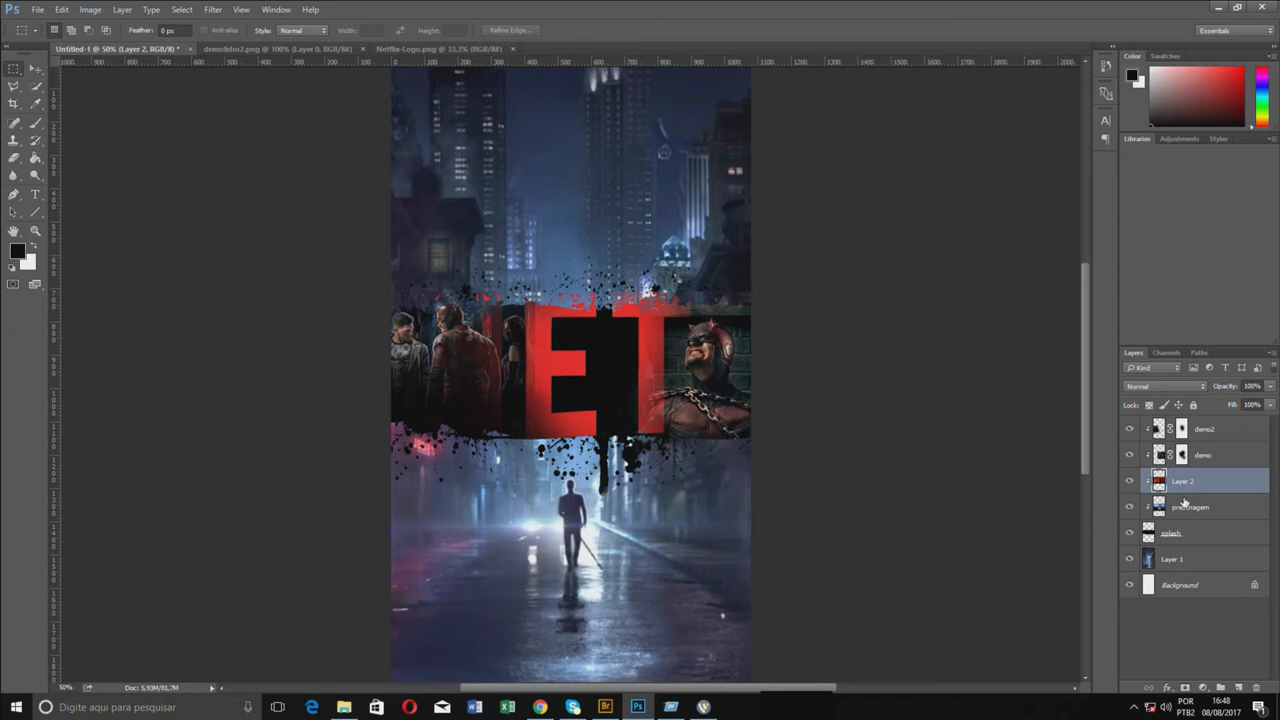 Ps File Edit Image Layer Type Select Filter View Window Help
Feather: 0 px Anti-alias Style: Normal Width: Height: Refine Edge... Essentials
Untitled-1 @ 50% (Layer 2, RGB/8) * × demolidor2.png @ 100% (Layer 0, RGB/8#) × Netflix-Logo.png @ 33,3% (RGB/8#) ×
Color Swatches
Libraries Adjustments Styles
ET
Layers Channels Paths
Kind
Normal Opacity: 100%
Lock: Fill: 100%
demo2
demo
Layer 2
splash
Layer 1
Background
50% Doc: 5,93M/81,7M
Digite aqui para pesquisar
Br Ps
POR 16:48
PTB2 08/08/2017